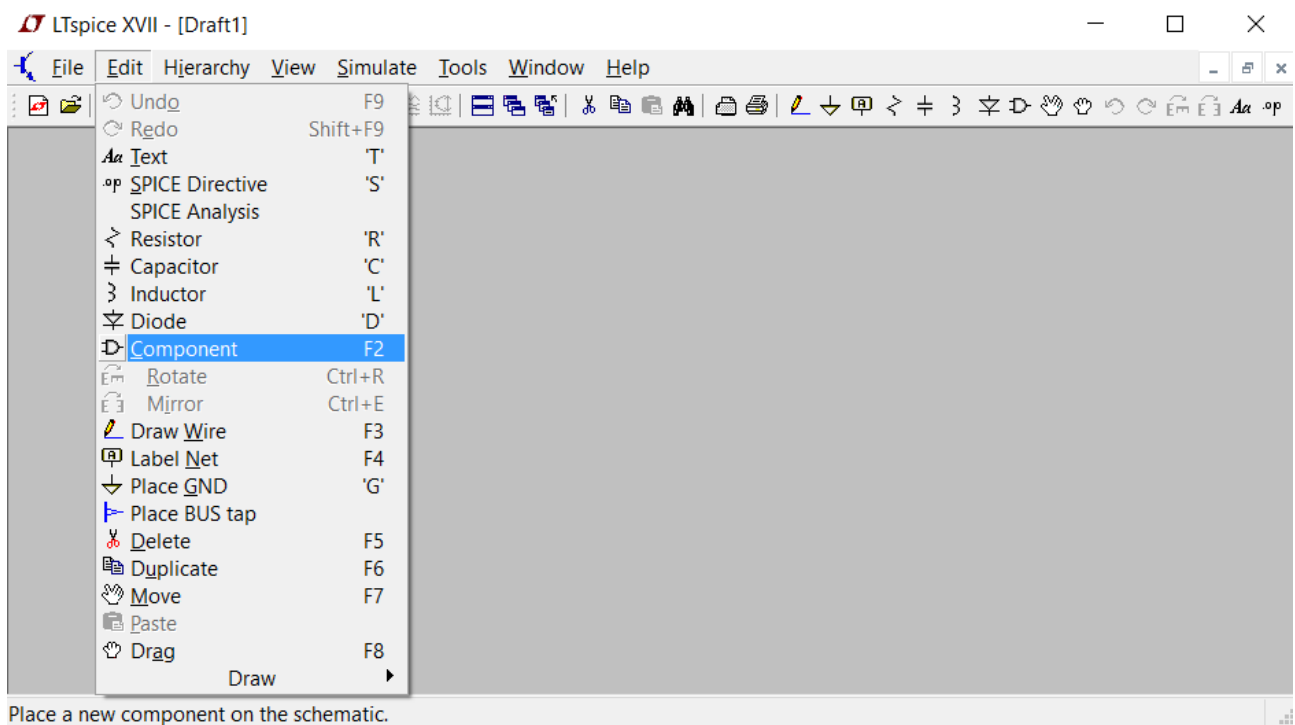 LTspice XVII - [Draft1]
File Edit Hierarchy View Simulate Tools Window Help
Undo F9
Redo Shift+F9
Text 'T'
SPICE Directive 'S'
SPICE Analysis
Resistor 'R'
Capacitor 'C'
Inductor 'L'
Diode 'D'
Component F2
Rotate Ctrl+R
Mirror Ctrl+E
Draw Wire F3
Label Net F4
Place GND 'G'
Place BUS tap
Delete F5
Duplicate F6
Move F7
Paste
Drag F8
Draw
Place a new component on the schematic.